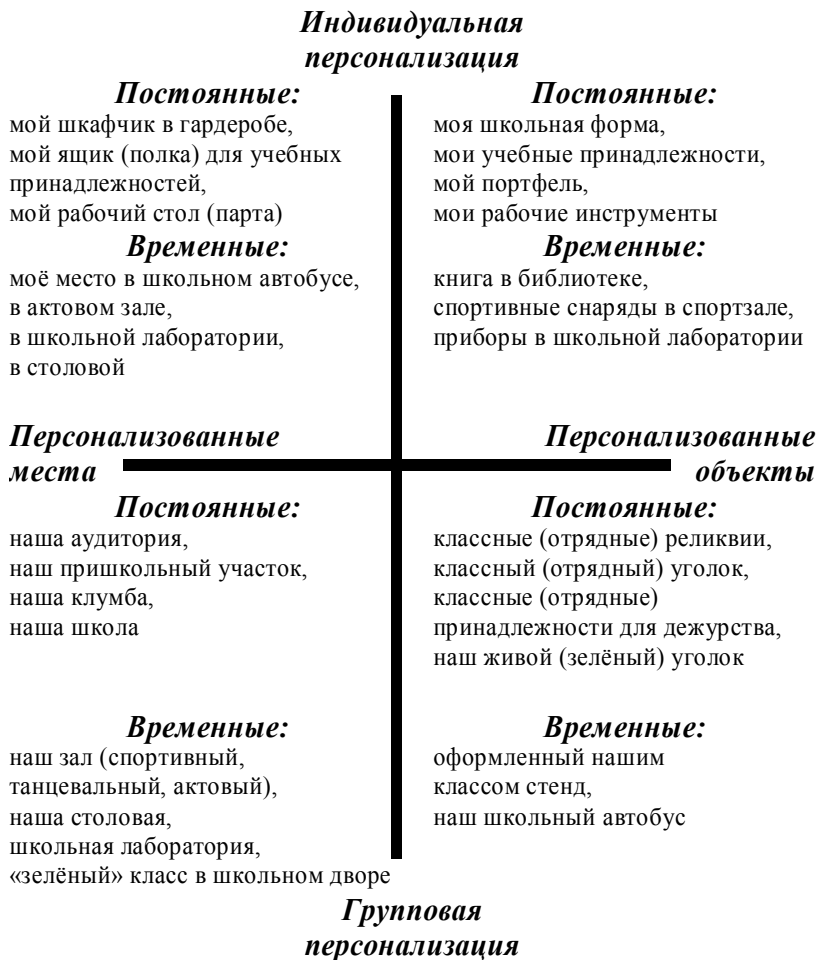 Индивидуальная
персонализация
Постоянные:
мой шкафчик в гардеробе,
мой ящик (полка) для учебных
принадлежностей,
мой рабочий стол (парта)
Временные:
моё место в школьном автобусе,
в актовом зале,
в школьной лаборатории,
в столовой
Постоянные:
моя школьная форма,
мои учебные принадлежности,
мой портфель,
мои рабочие инструменты
Временные:
книга в библиотеке,
спортивные снаряды в спортзале,
приборы в школьной лаборатории
Персонализованные
места
Персонализованные
объекты
Постоянные:
наша аудитория,
наш пришкольный участок,
наша клумба,
наша школа
Временные:
наш зал (спортивный,
танцевальный, актовый),
наша столовая,
школьная лаборатория,
«зелёный» класс в школьном дворе
Постоянные:
классные (отрядные) реликвии,
классный (отрядный) уголок,
классные (отрядные)
принадлежности для дежурства,
наш живой (зелёный) уголок
Временные:
оформленный нашим
классом стенд,
наш школьный автобус
Групповая
персонализация